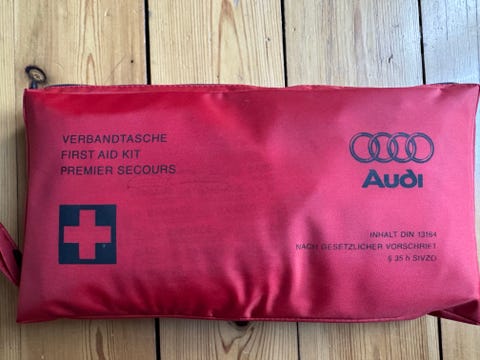 VERBANDTASCHE
FIRST AID KIT
PREMIER SECOURS
Audi
INHALT DIN 13164
NACH GESETZLICHER VORSCHRIFT
§ 35 h StVZO